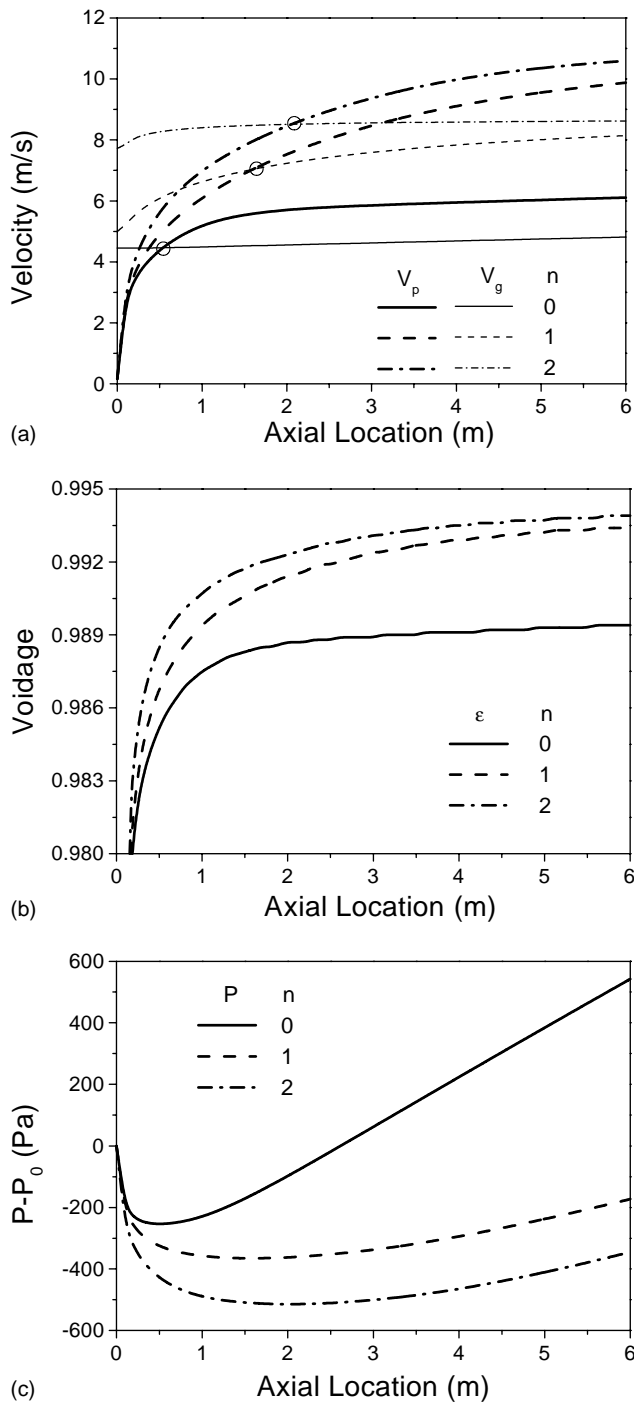 12
10
8
6
4
2
0
Velocity (m/s)
V_p V_g n
0
1
2
0 1 2 3 4 5 6
(a) Axial Location (m)
0.995
0.992
0.989
0.986
0.983
0.980
Voidage
ε n
0
1
2
0 1 2 3 4 5 6
(b) Axial Location (m)
600
400
200
0
-200
-400
-600
P-P_0 (Pa)
P n
0
1
2
0 1 2 3 4 5 6
(c) Axial Location (m)